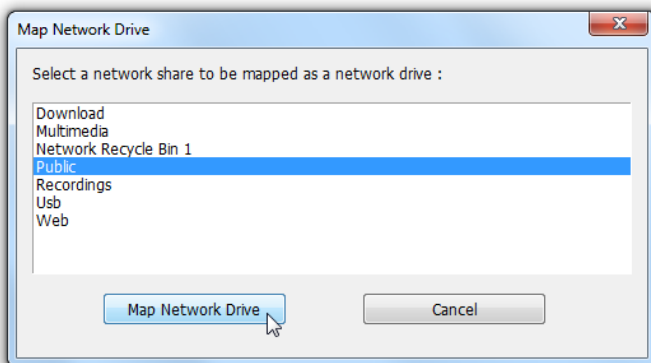 Map Network Drive
Select a network share to be mapped as a network drive :
Download
Multimedia
Network Recycle Bin 1
Public
Recordings
Usb
Web
Map Network Drive
Cancel